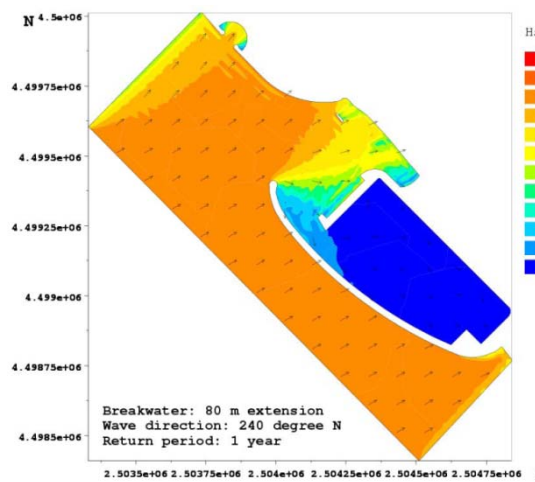 N
4.5e+06
Hs
4.49975e+06
4.4995e+06
4.49925e+06
4.499e+06
4.49875e+06
4.4985e+06
Breakwater: 80 m extension
Wave direction: 240 degree N
Return period: 1 year
2.5035e+06 2.50375e+06 2.504e+06 2.50425e+06 2.5045e+06 2.50475e+06